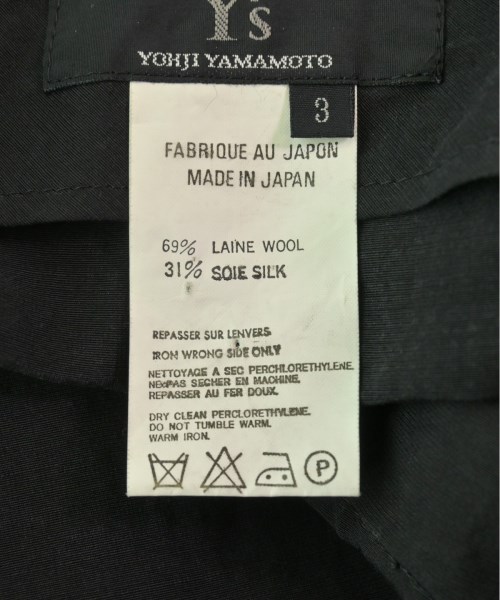 Y's
YOHJI YAMAMOTO
3
FABRIQUE AU JAPON
MADE IN JAPAN
69% LAINE WOOL
31% SOIE SILK
REPASSER SUR LENVERS
IRON WRONG SIDE ONLY
NETTOYAGE A SEC PERCHLORETHYLENE
NE PAS SECHER EN MACHINE.
REPASSER AU FER DOUX.
DRY CLEAN PERCLORETHYLENE.
DO NOT TUMBLE WARM.
WARM IRON.
P